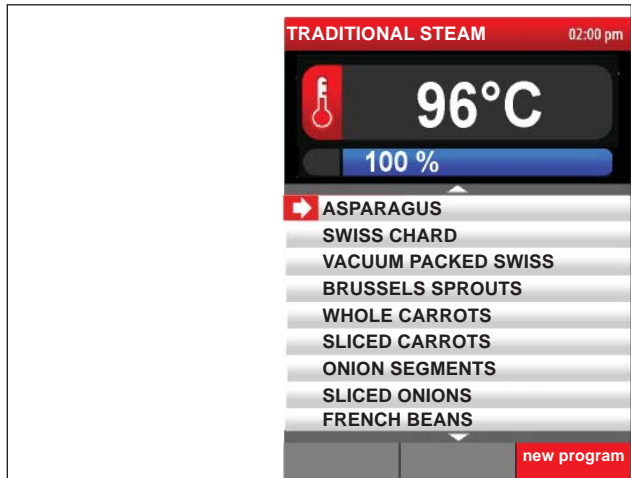 TRADITIONAL STEAM 02:00 pm
96°C
100 %
ASPARAGUS
SWISS CHARD
VACUUM PACKED SWISS
BRUSSELS SPROUTS
WHOLE CARROTS
SLICED CARROTS
ONION SEGMENTS
SLICED ONIONS
FRENCH BEANS
new program